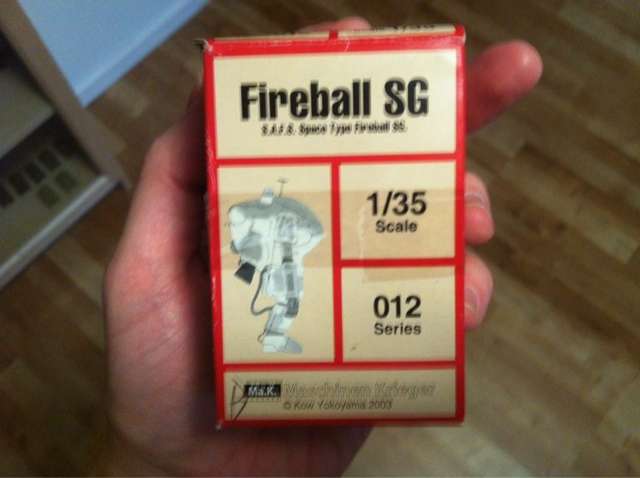 Fireball SG
S.A.F.S. Space Type Fireball SG.
1/35
Scale
012
Series
Ma.K. Maschinen Krieger
© Kow Yokoyama 2003